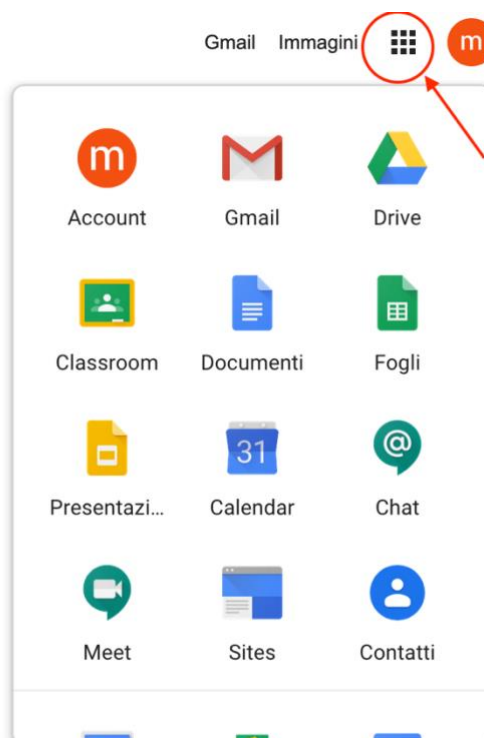 Gmail Immagini m
m
Account Gmail Drive
31
@
Classroom Documenti Fogli
Presentazi... Calendar Chat
Meet Sites Contatti